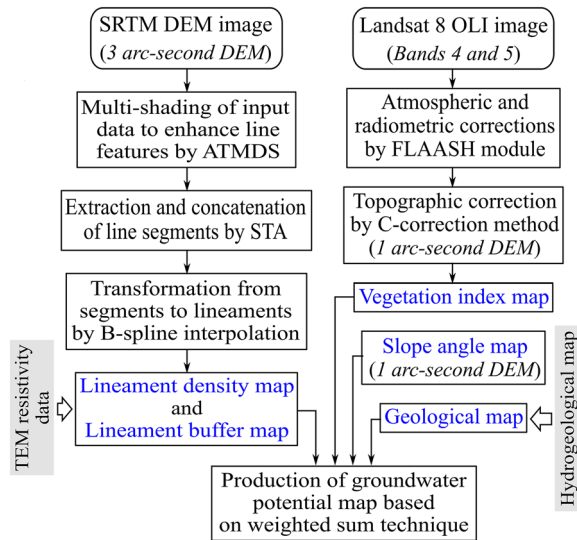 SRTM DEM image
(3 arc-second DEM)
Multi-shading of input
data to enhance line
features by ATMDS
Extraction and concatenation
of line segments by STA
Transformation from
segments to lineaments
by B-spline interpolation
TEM resistivity
data
Lineament density map
and
Lineament buffer map
Landsat 8 OLI image
(Bands 4 and 5)
Atmospheric and
radiometric corrections
by FLAASH module
Topographic correction
by C-correction method
(1 arc-second DEM)
Vegetation index map
Slope angle map
(1 arc-second DEM)
Geological map
Hydrogeological map
Production of groundwater
potential map based
on weighted sum technique